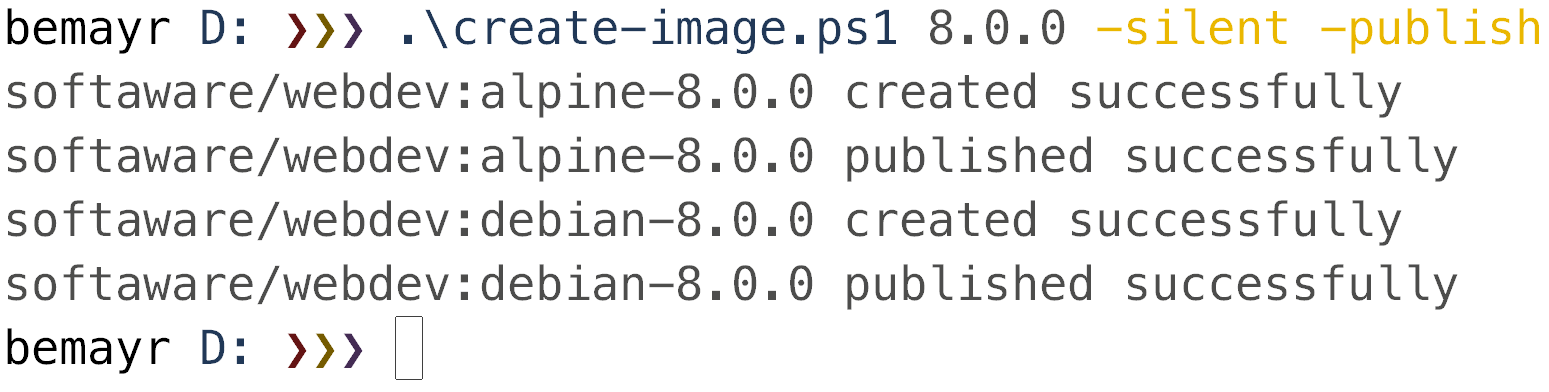 bemayr D: ❯❯❯ .\create-image.ps1 8.0.0 -silent -publish
softaware/webdev:alpine-8.0.0 created successfully
softaware/webdev:alpine-8.0.0 published successfully
softaware/webdev:debian-8.0.0 created successfully
softaware/webdev:debian-8.0.0 published successfully
bemayr D: ❯❯❯